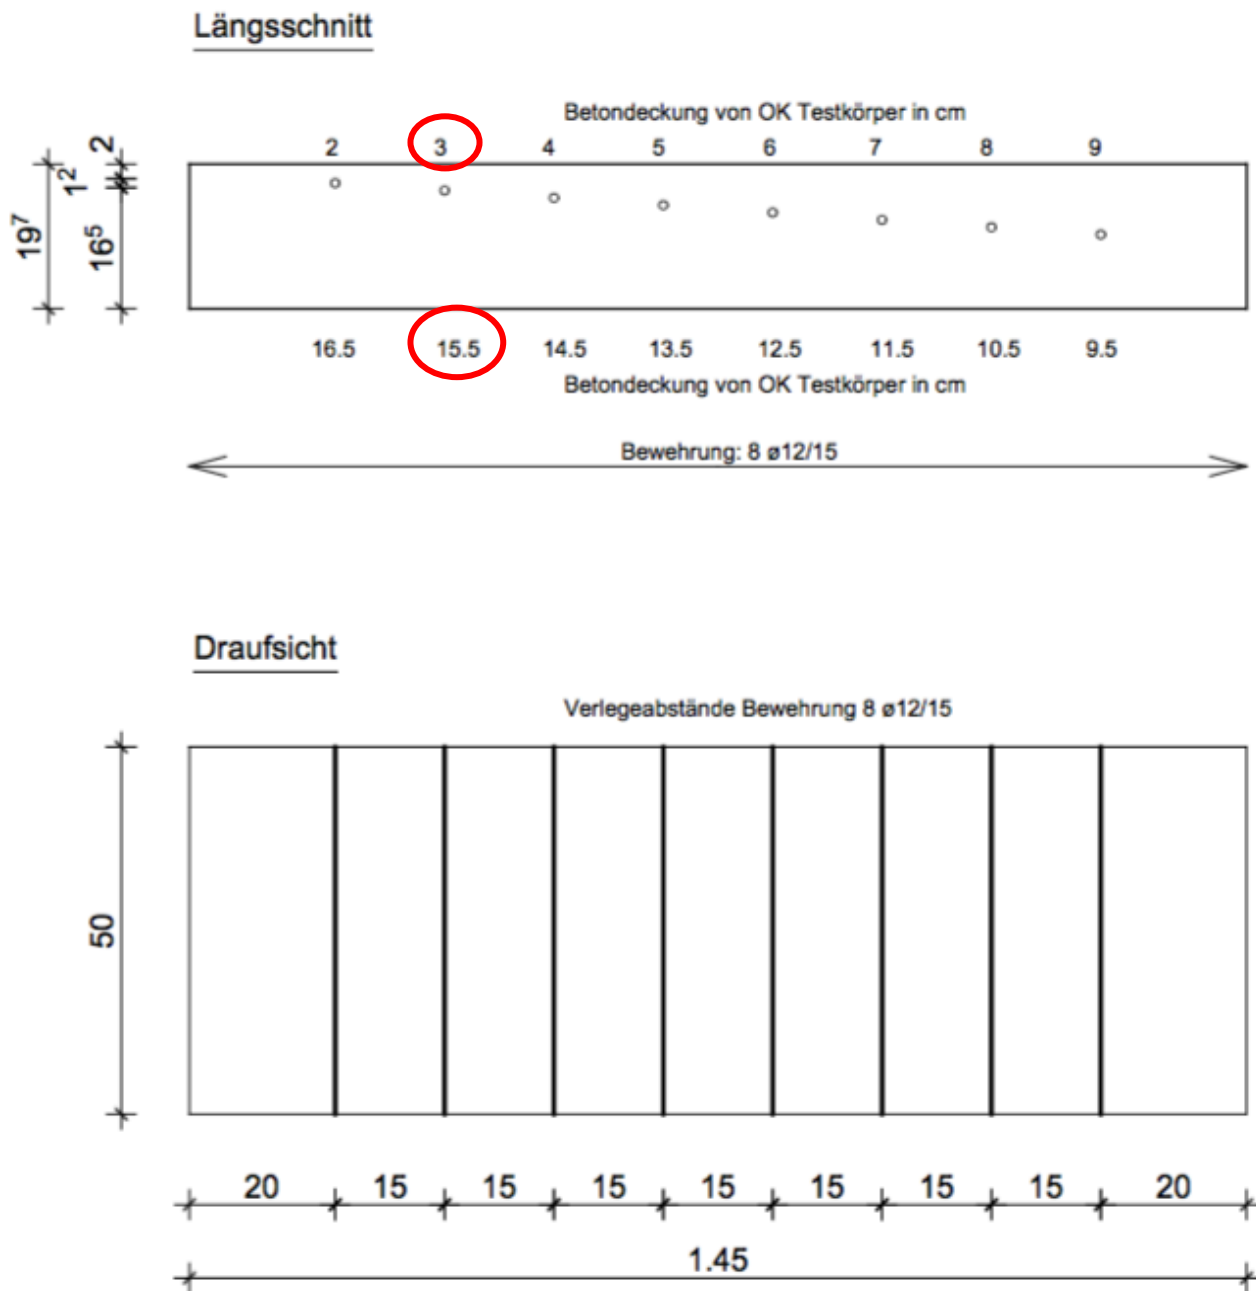 Längsschnitt
Betondeckung von OK Testkörper in cm
2 3 4 5 6 7 8 9
2
1²
19⁷
16⁵
16.5 15.5 14.5 13.5 12.5 11.5 10.5 9.5
Betondeckung von OK Testkörper in cm
Bewehrung: 8 ø12/15
Draufsicht
Verlegeabstände Bewehrung 8 ø12/15
50
20 15 15 15 15 15 15 15 20
1.45